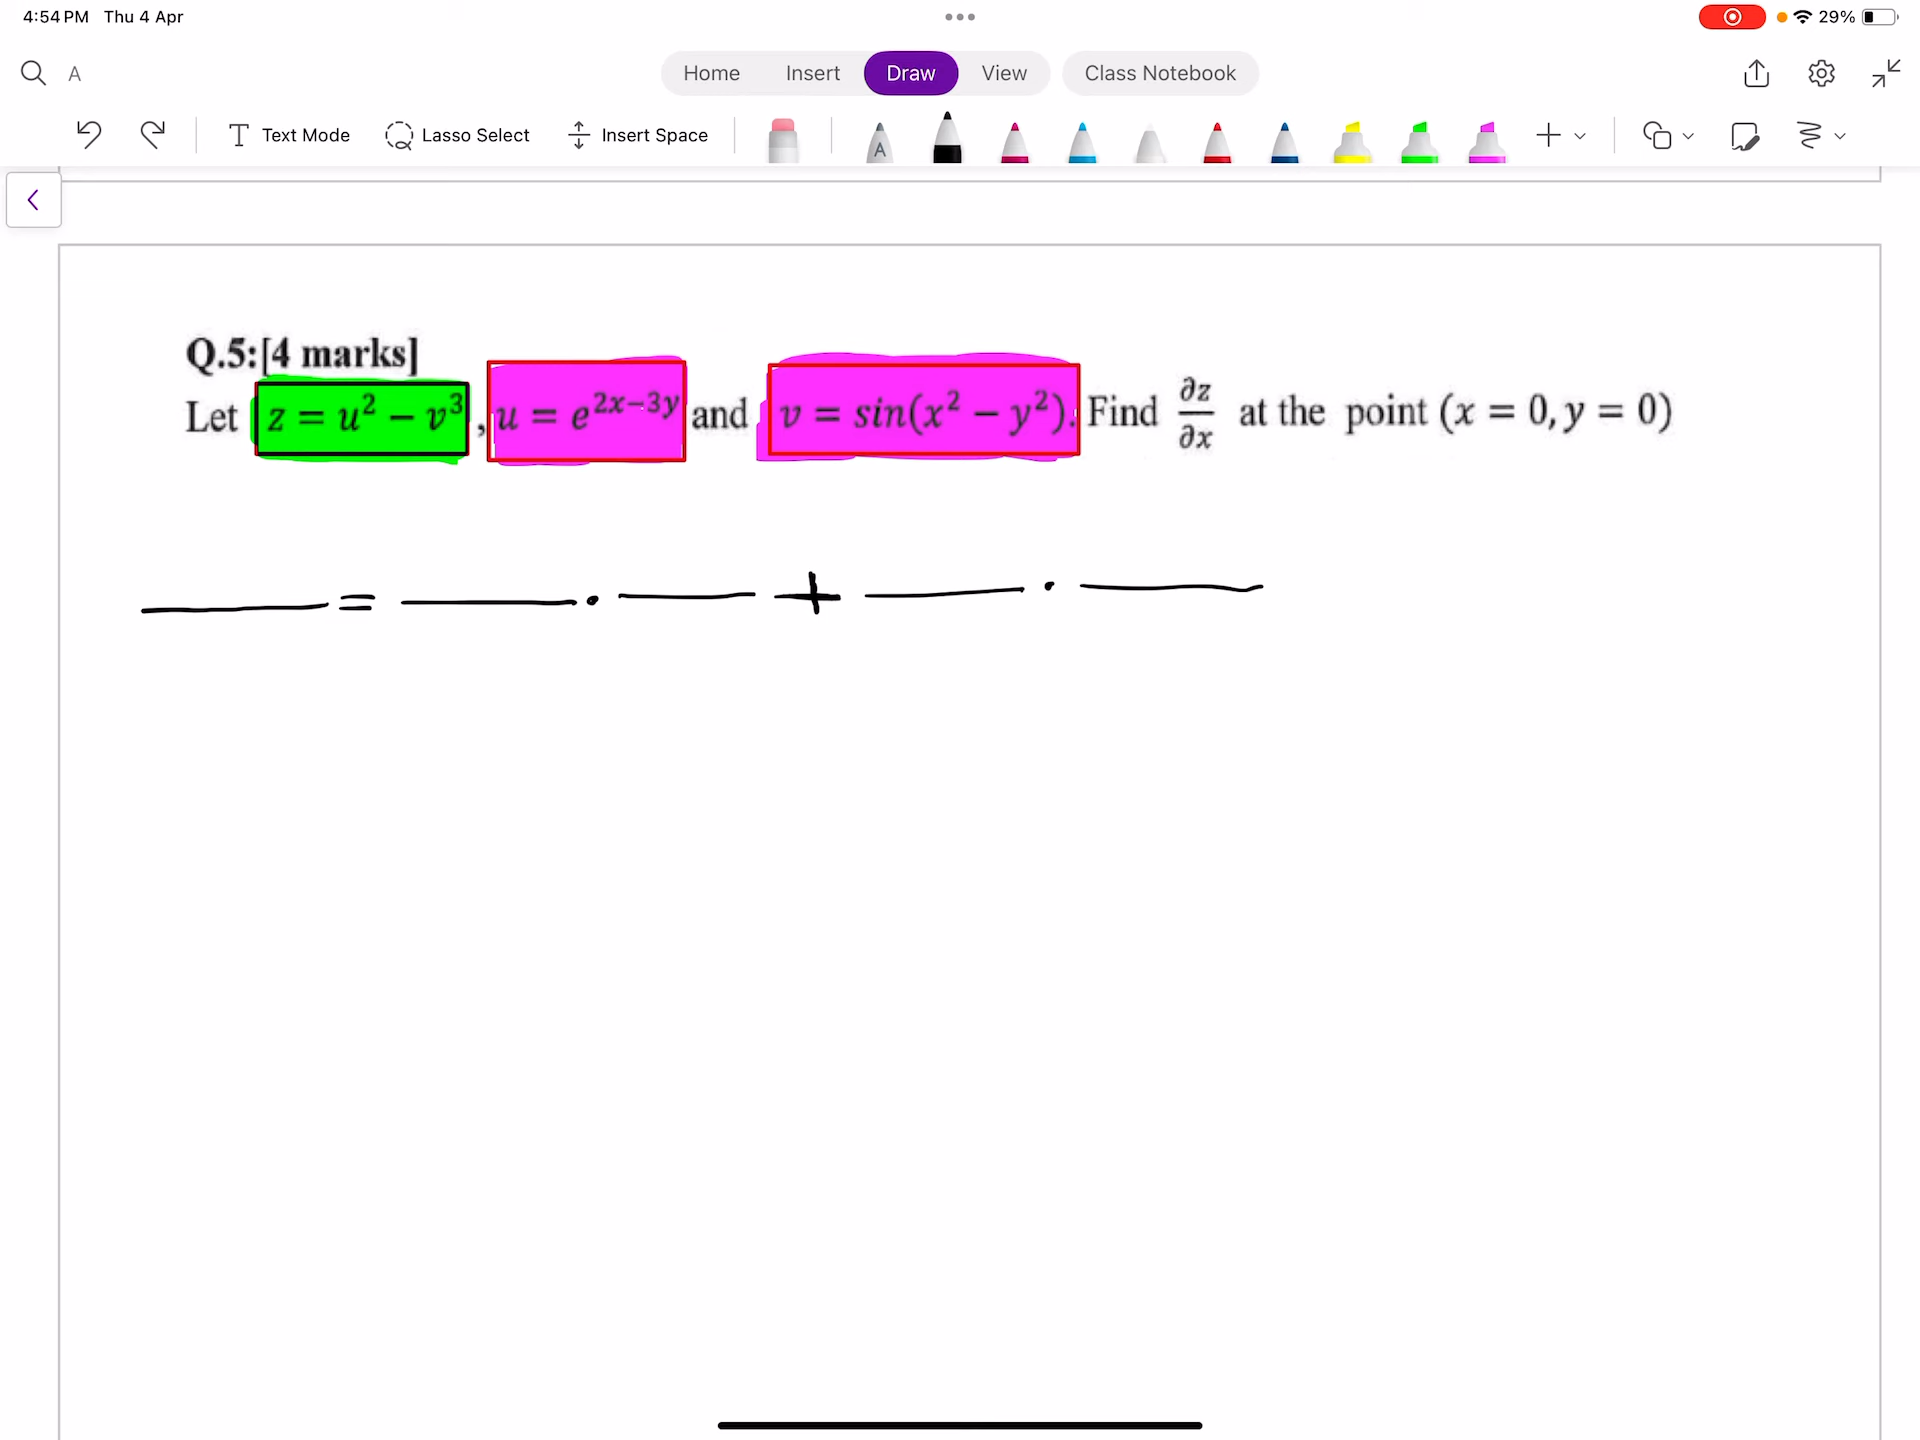 4:54 PM Thu 4 Apr 29%
A Home Insert Draw View Class Notebook
Text Mode Lasso Select Insert Space A
Q.5:[4 marks]
Let z = u² − v³ , u = e^{2x−3y} and v = sin(x² − y²). Find ∂z/∂x at the point (x = 0, y = 0)
= · + ·